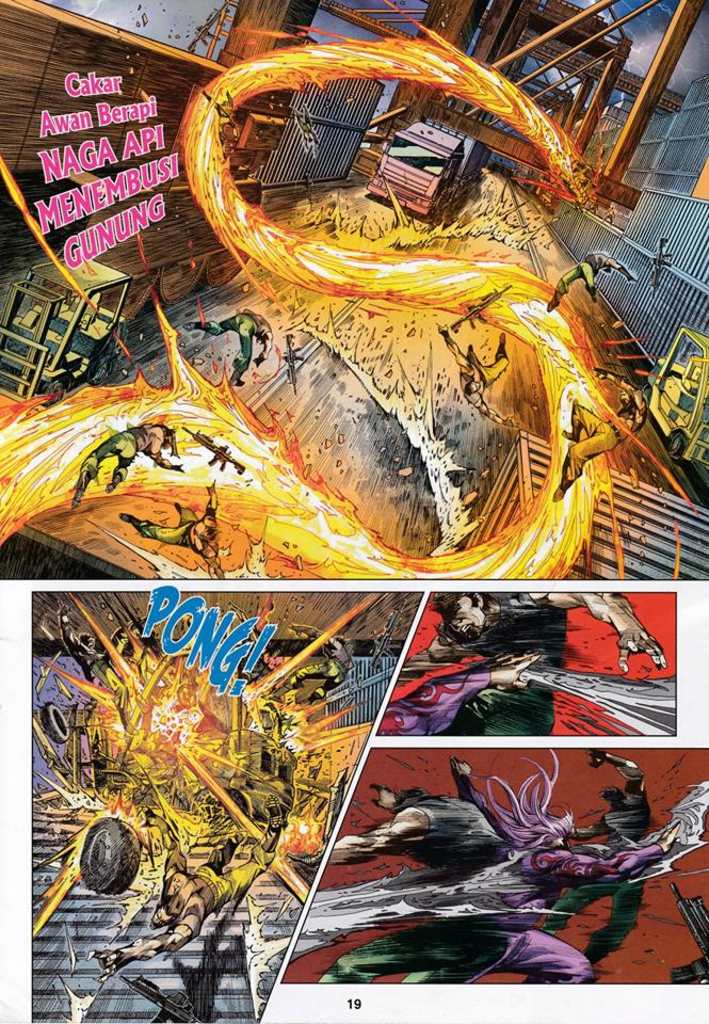 Cakar
Awan Berapi
NAGA API
MENEMBUSI
GUNUNG
PONG!
19